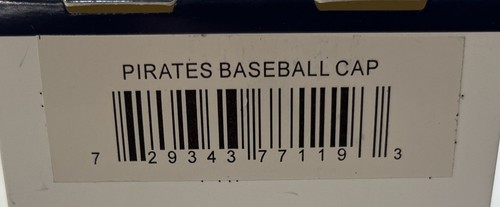 PIRATES BASEBALL CAP
7 29343 77119 3